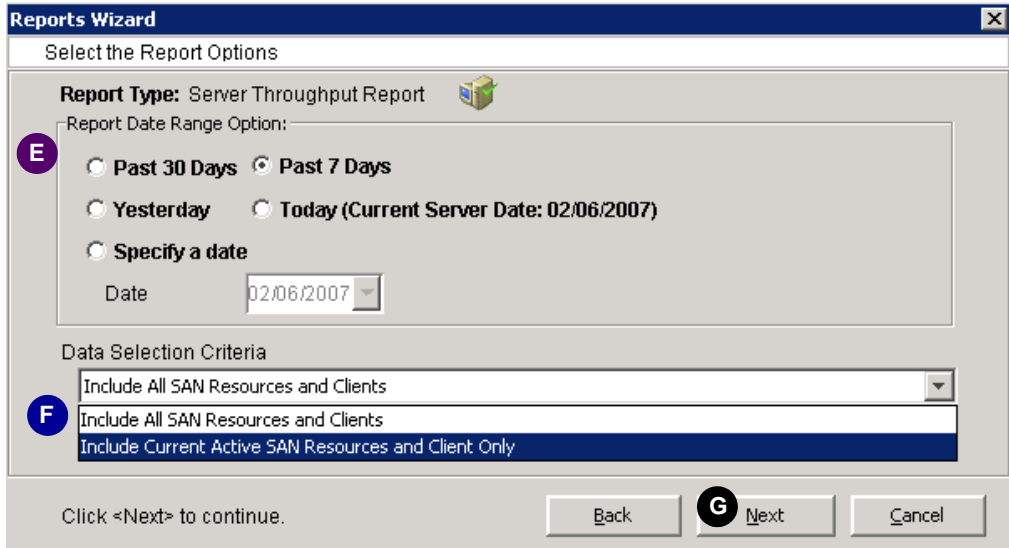 Reports Wizard
Select the Report Options
Report Type: Server Throughput Report
Report Date Range Option:
E
Past 30 Days Past 7 Days
Yesterday Today (Current Server Date: 02/06/2007)
Specify a date
Date 02/06/2007
Data Selection Criteria
Include All SAN Resources and Clients
F
Include All SAN Resources and Clients
Include Current Active SAN Resources and Client Only
Click <Next> to continue. Back G Next Cancel